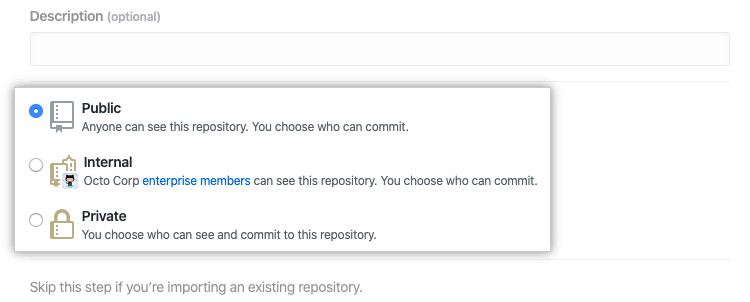 Description (optional)
Public
Anyone can see this repository. You choose who can commit.
Internal
Octo Corp enterprise members can see this repository. You choose who can commit.
Private
You choose who can see and commit to this repository.
Skip this step if you’re importing an existing repository.